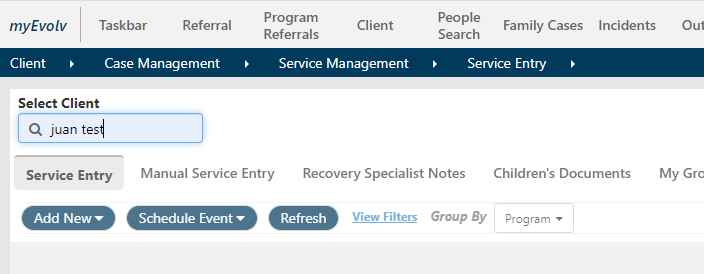 myEvolv Taskbar Referral Program Referrals Client People Search Family Cases Incidents Out
Client Case Management Service Management Service Entry
Select Client
juan test
Service Entry Manual Service Entry Recovery Specialist Notes Children's Documents My Gro
Add New Schedule Event Refresh View Filters Group By Program